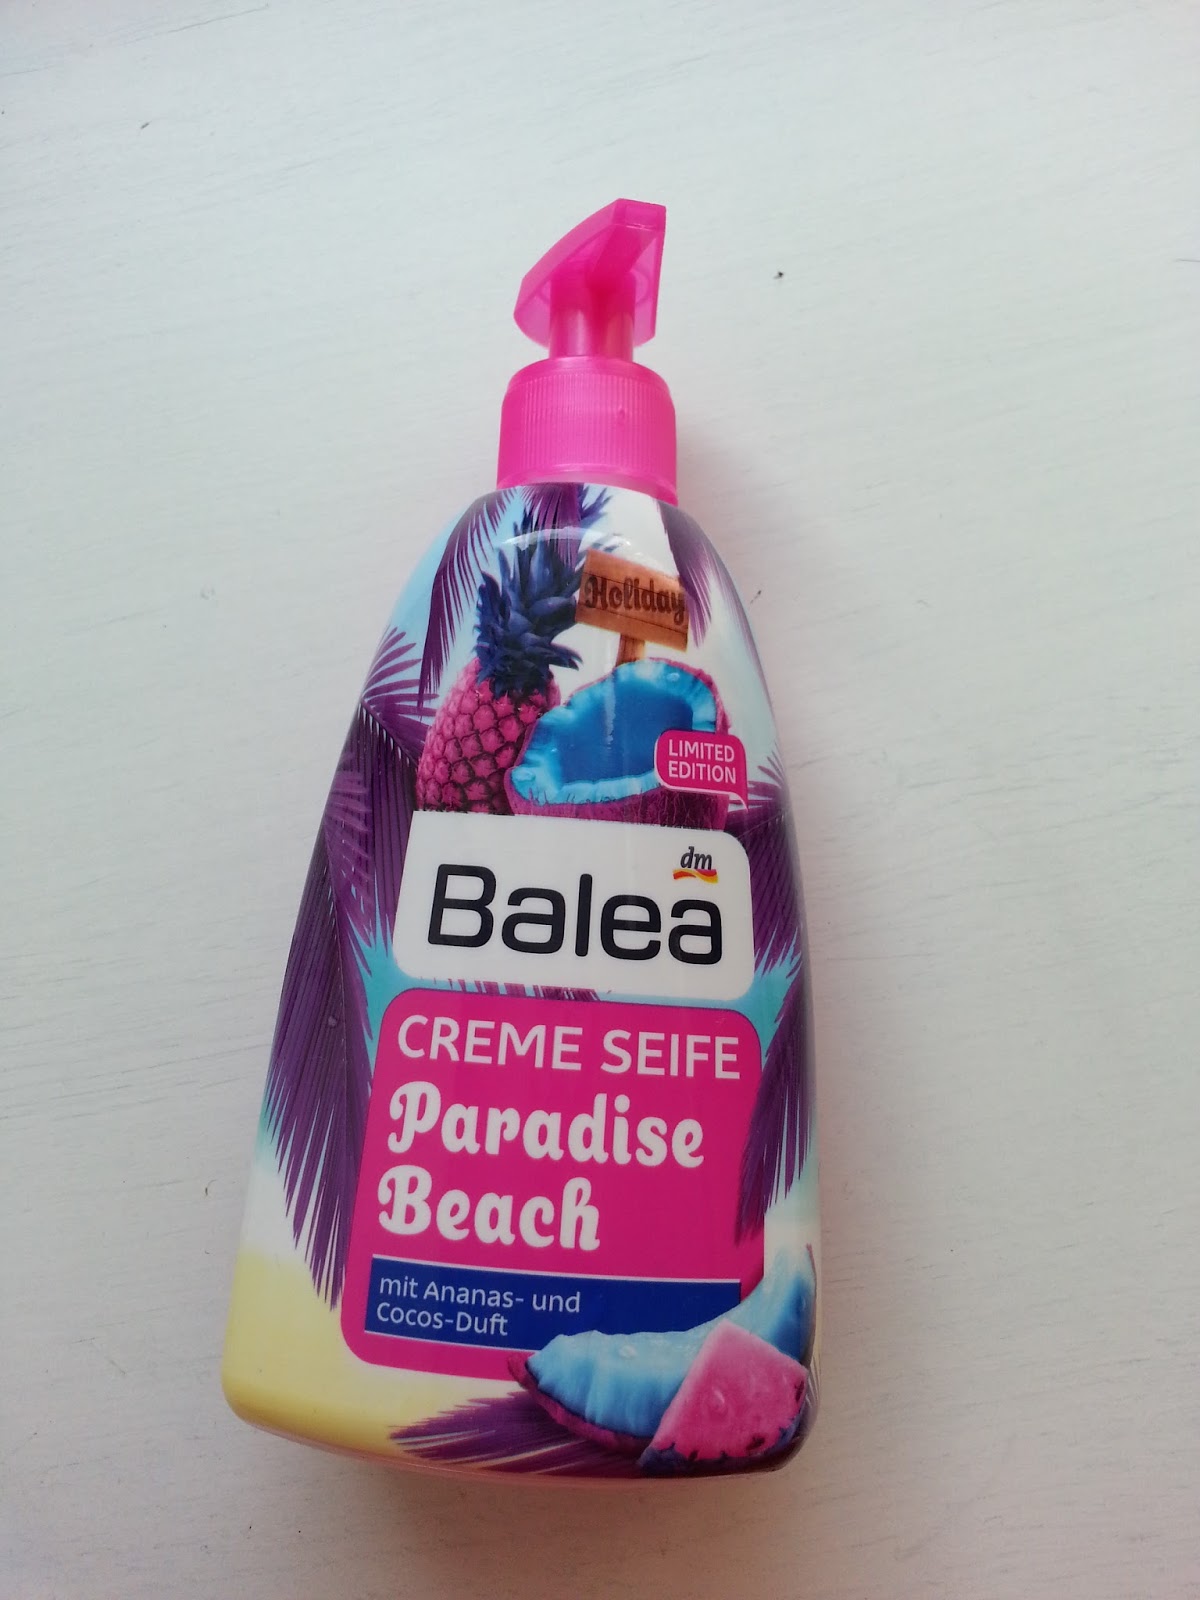 Holiday
LIMITED
EDITION
dm
Balea
CREME SEIFE
Paradise
Beach
mit Ananas- und
Cocos-Duft